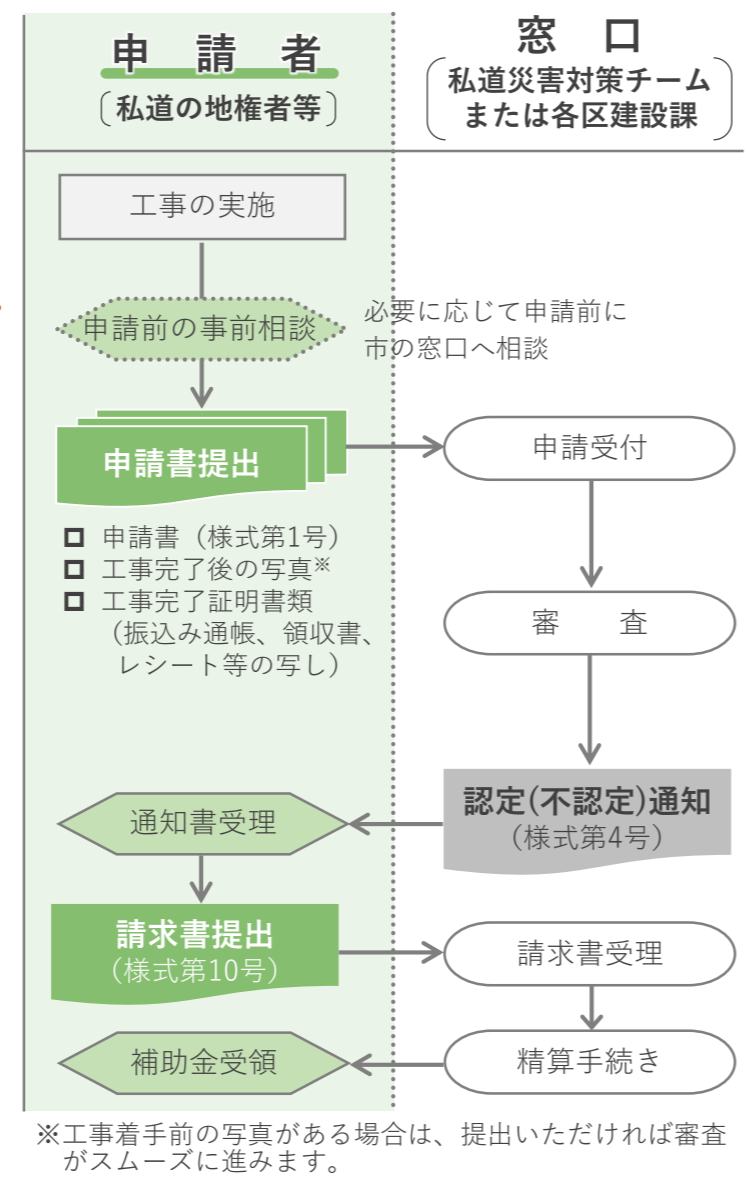 申　請　者
〔私道の地権者等〕
窓　口
私道災害対策チーム
または各区建設課
工事の実施
申請前の事前相談
必要に応じて申請前に
市の窓口へ相談
申請書提出
申請受付
申請書（様式第1号）
工事完了後の写真※
工事完了証明書類
（振込み通帳、領収書、
レシート等の写し）
審　査
認定(不認定)通知
（様式第4号）
通知書受理
請求書提出
（様式第10号）
請求書受理
精算手続き
補助金受領
※工事着手前の写真がある場合は、提出いただければ審査
がスムーズに進みます。